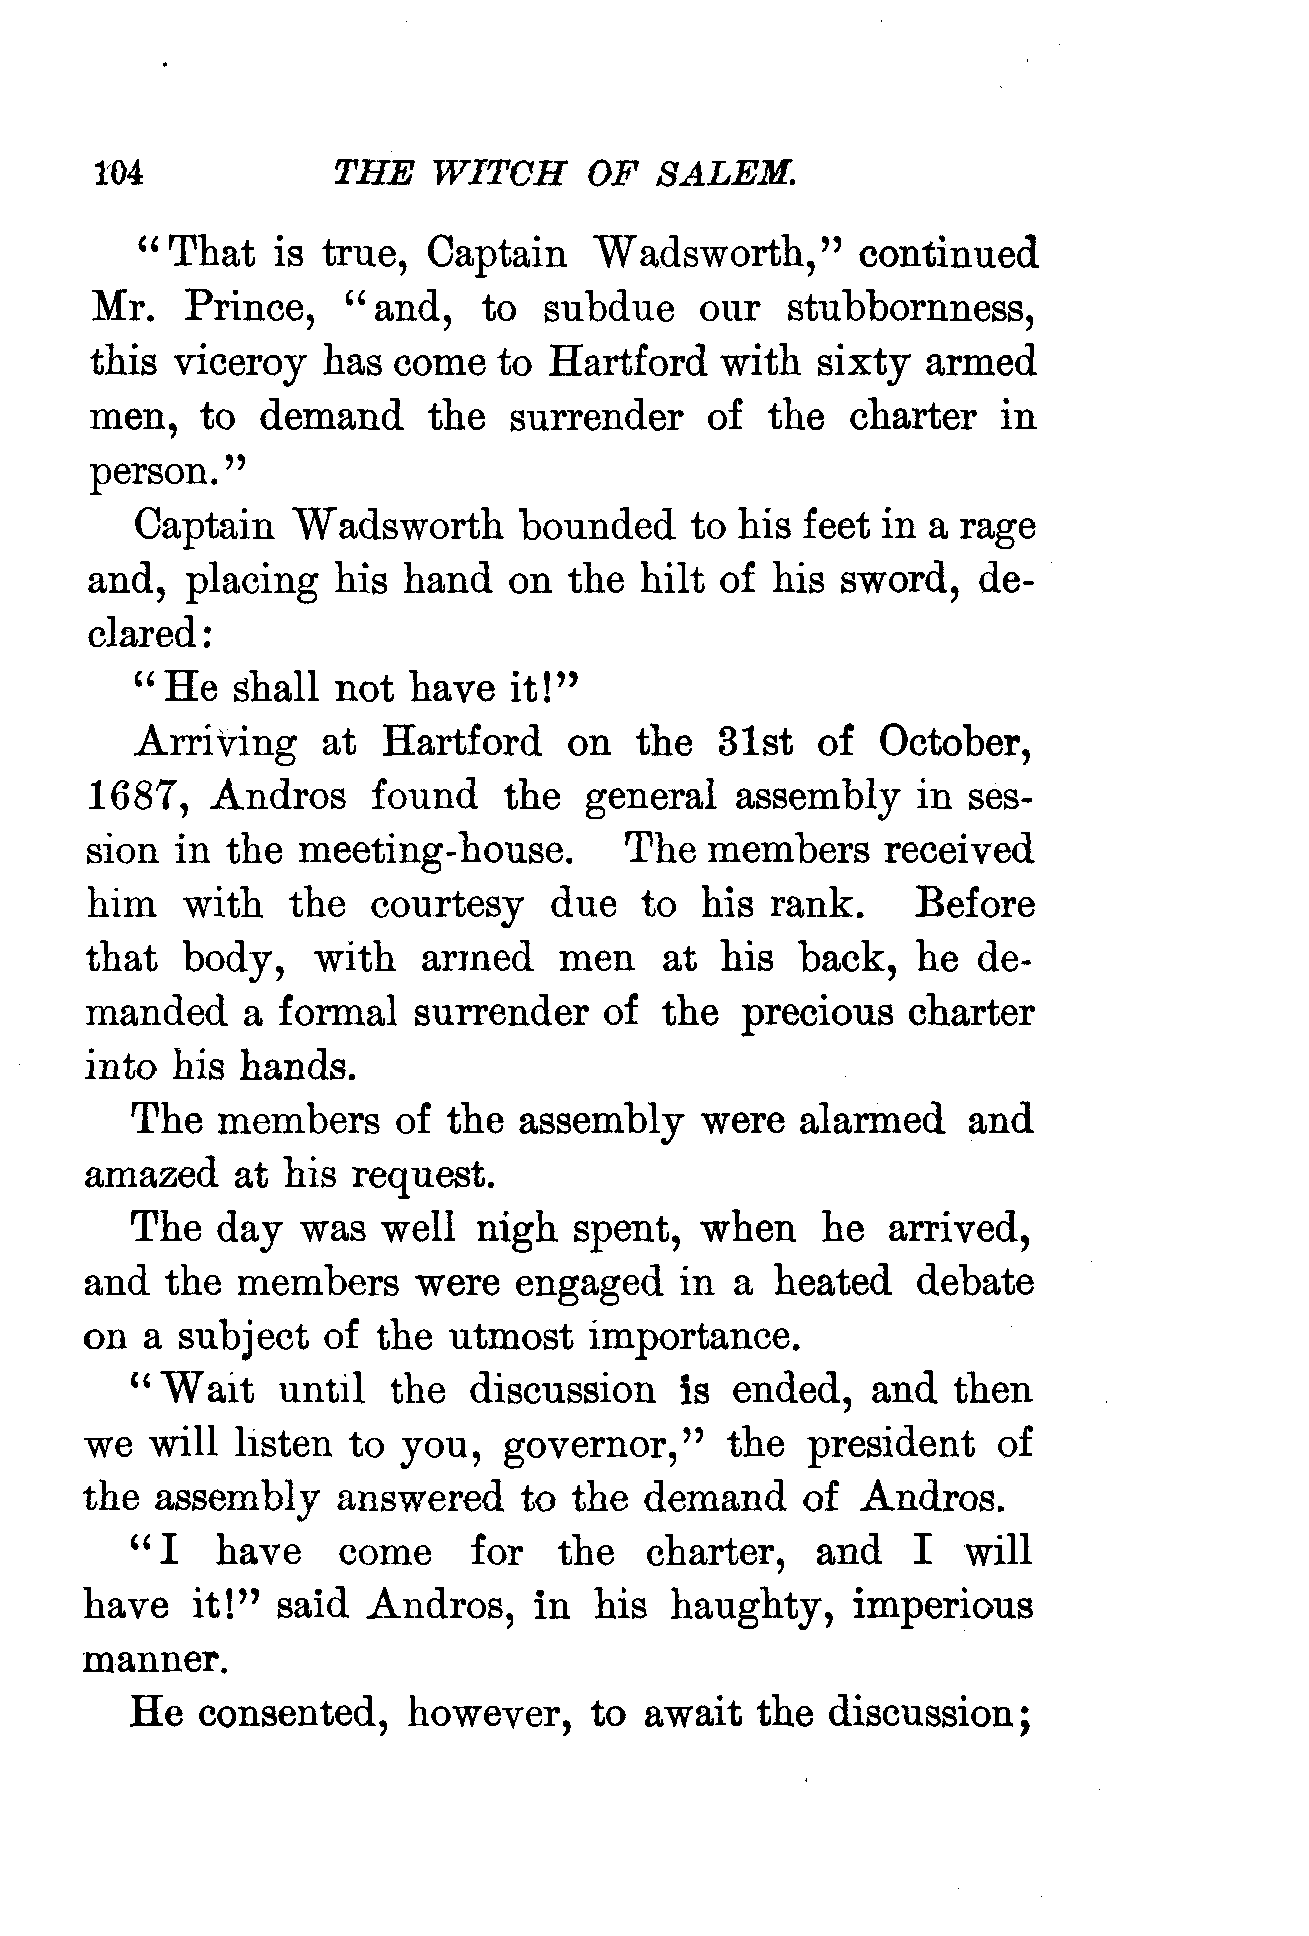 104 THE WITCH OF SALEM.
"That is true, Captain Wadsworth," continued
Mr. Prince, "and, to subdue our stubbornness,
this viceroy has come to Hartford with sixty armed
men, to demand the surrender of the charter in
person."
Captain Wadsworth bounded to his feet in a rage
and, placing his hand on the hilt of his sword, de-
clared:
"He shall not have it!"
Arriving at Hartford on the 31st of October,
1687, Andros found the general assembly in ses-
sion in the meeting-house. The members received
him with the courtesy due to his rank. Before
that body, with armed men at his back, he de-
manded a formal surrender of the precious charter
into his hands.
The members of the assembly were alarmed and
amazed at his request.
The day was well nigh spent, when he arrived,
and the members were engaged in a heated debate
on a subject of the utmost importance.
"Wait until the discussion is ended, and then
we will listen to you, governor," the president of
the assembly answered to the demand of Andros.
"I have come for the charter, and I will
have it!" said Andros, in his haughty, imperious
manner.
He consented, however, to await the discussion;